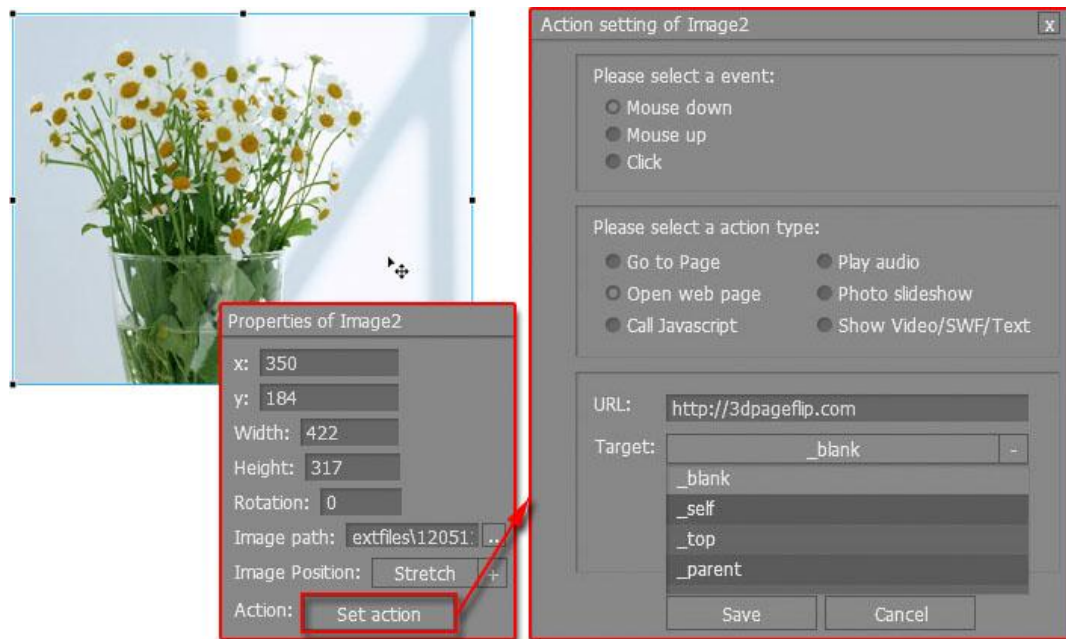 Properties of Image2
x: 350
y: 184
Width: 422
Height: 317
Rotation: 0
Image path: extfiles\12051 ..
Image Position: Stretch +
Action: Set action
Action setting of Image2 x
Please select a event:
Mouse down
Mouse up
Click
Please select a action type:
Go to Page
Play audio
Open web page
Photo slideshow
Call Javascript
Show Video/SWF/Text
URL: http://3dpageflip.com
Target: _blank -
_blank
_self
_top
_parent
Save
Cancel